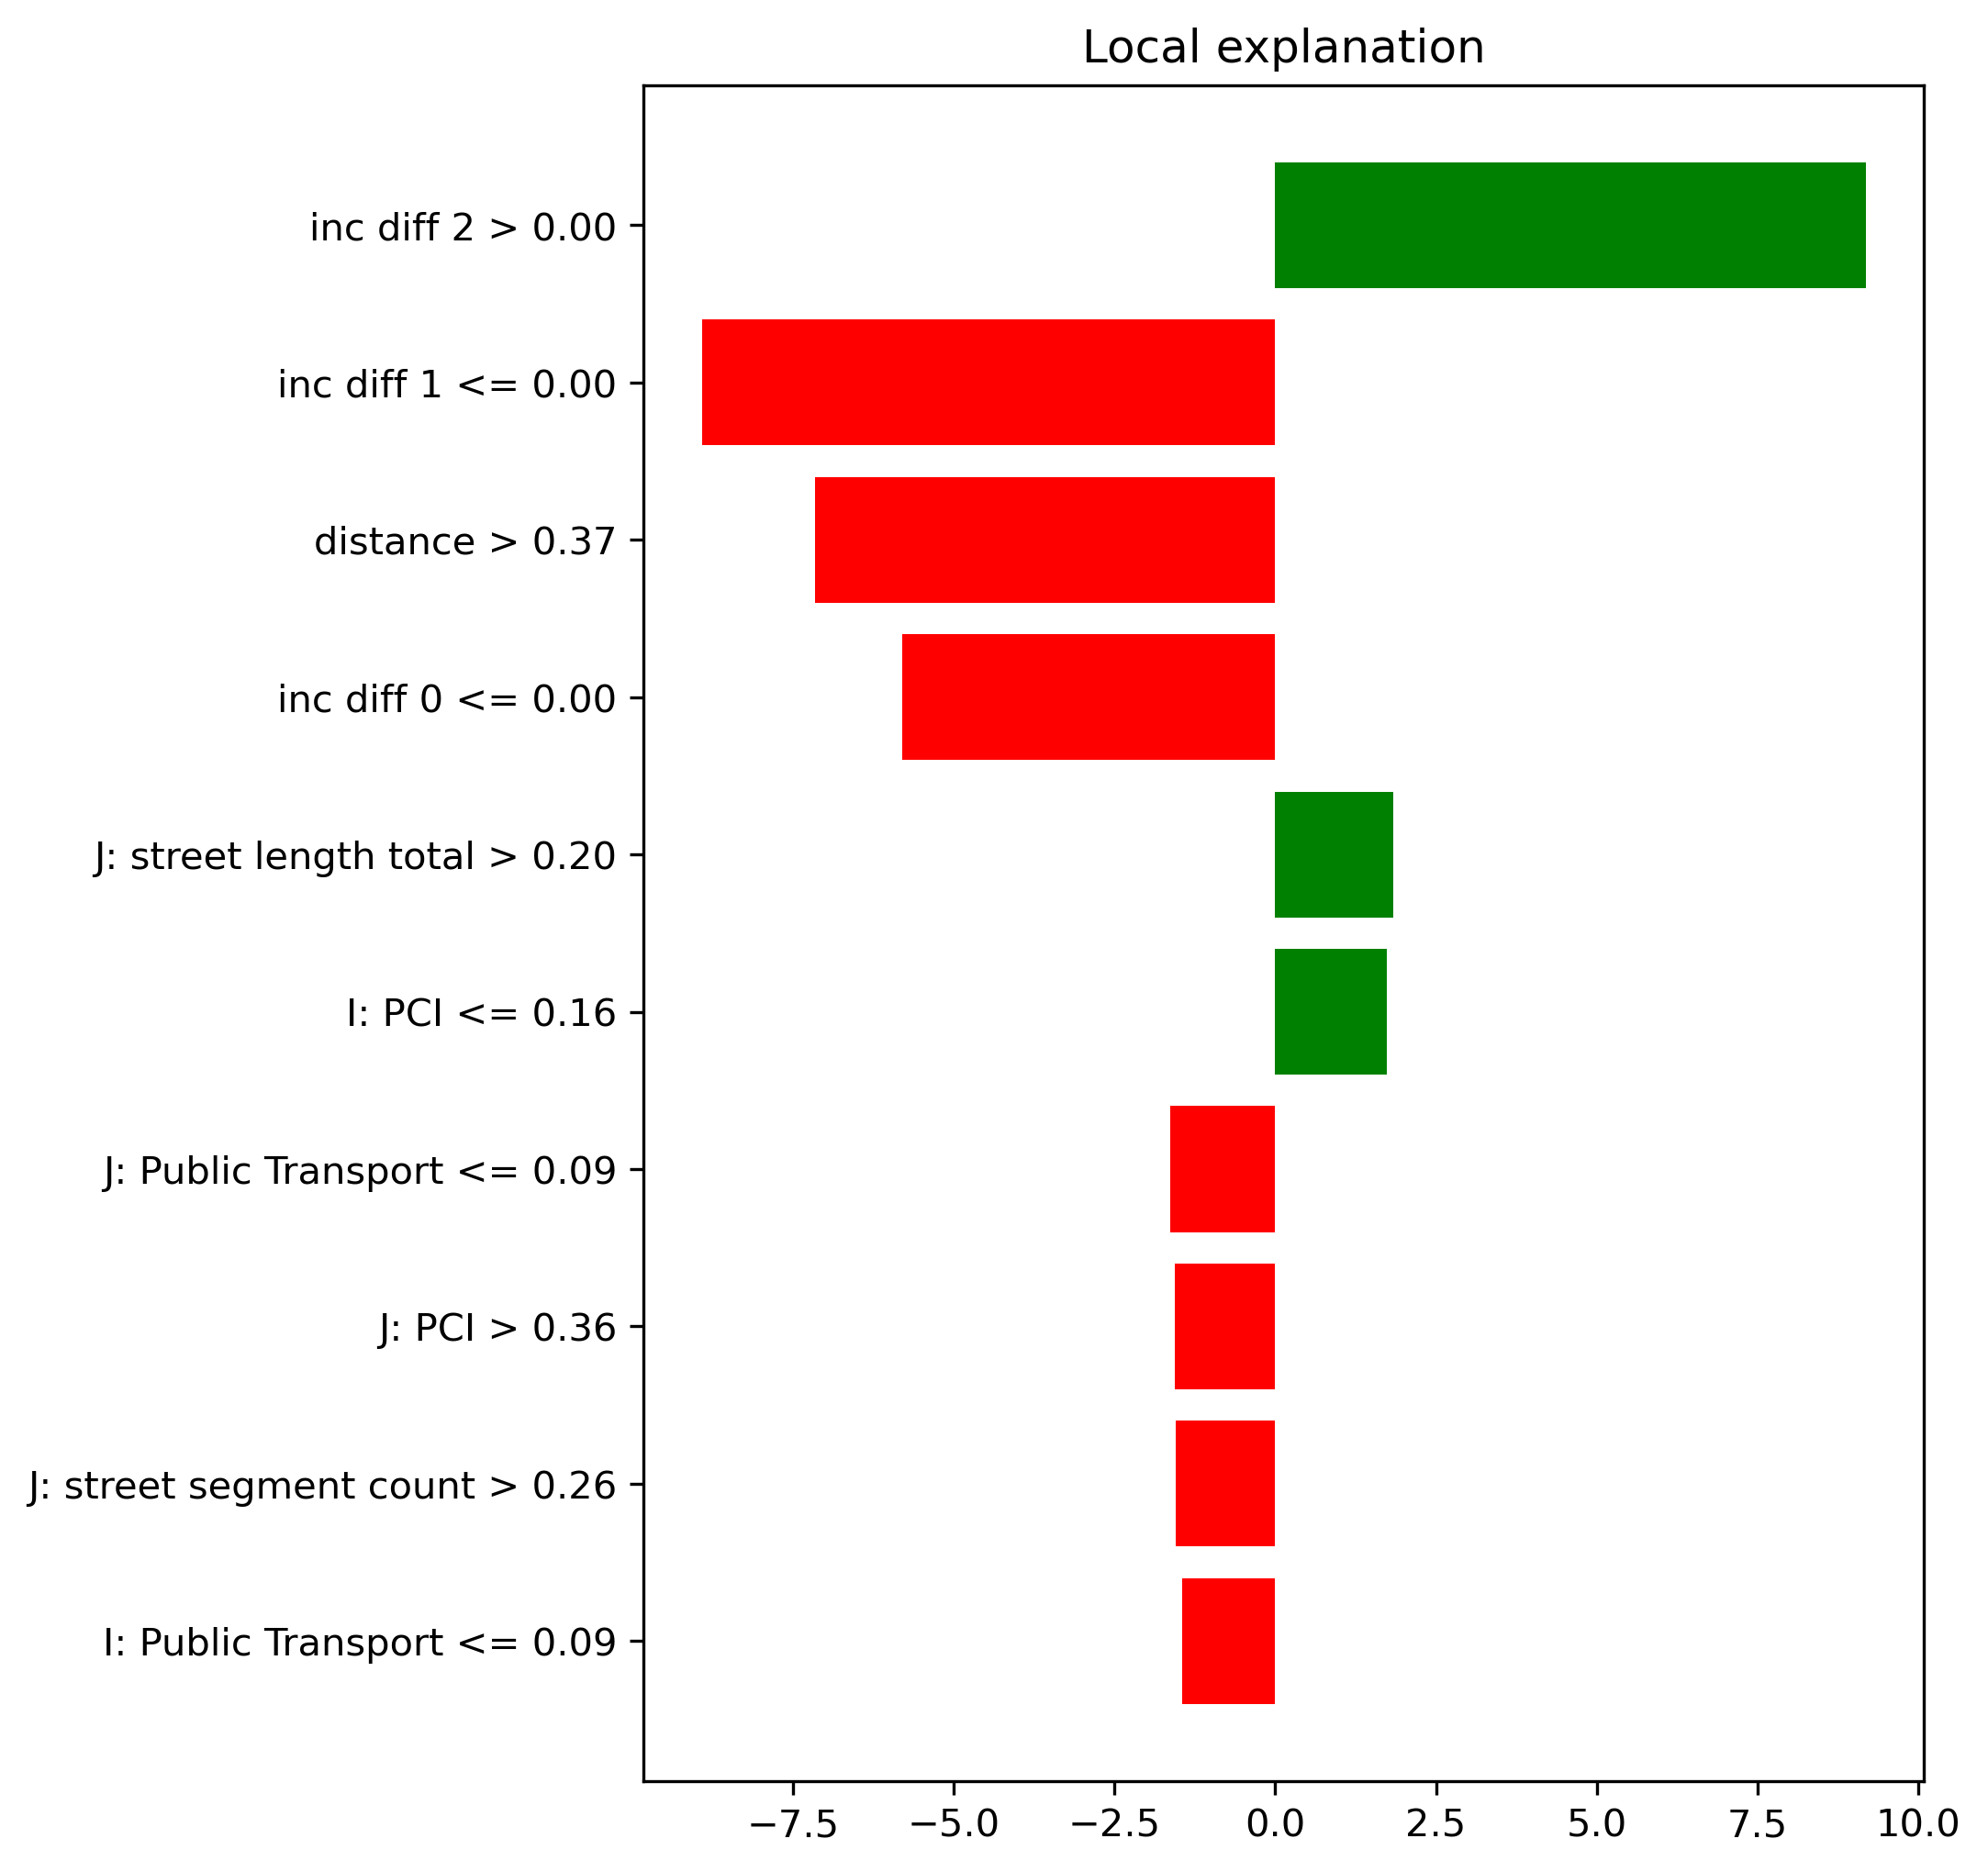 Local explanation
inc diff 2 > 0.00
inc diff 1 <= 0.00
distance > 0.37
inc diff 0 <= 0.00
J: street length total > 0.20
I: PCI <= 0.16
J: Public Transport <= 0.09
J: PCI > 0.36
J: street segment count > 0.26
I: Public Transport <= 0.09
−7.5 −5.0 −2.5 0.0 2.5 5.0 7.5 10.0